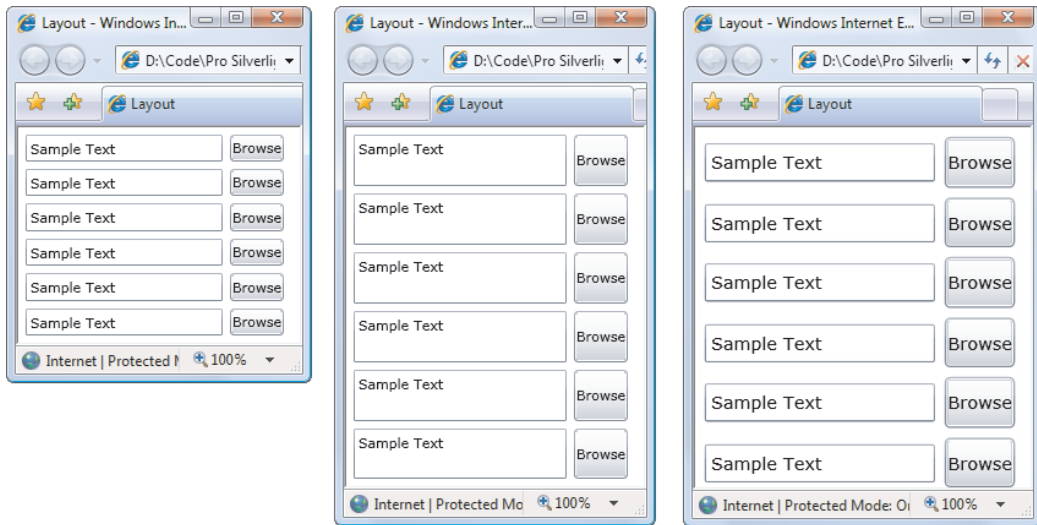 Layout - Windows In...
D:\Code\Pro Silverli
Layout
Sample Text Browse
Sample Text Browse
Sample Text Browse
Sample Text Browse
Sample Text Browse
Sample Text Browse
Internet | Protected M 100%
Layout - Windows Inter...
D:\Code\Pro Silverli
Layout
Sample Text Browse
Sample Text Browse
Sample Text Browse
Sample Text Browse
Sample Text Browse
Sample Text Browse
Internet | Protected Mo 100%
Layout - Windows Internet E...
D:\Code\Pro Silverli
Layout
Sample Text Browse
Sample Text Browse
Sample Text Browse
Sample Text Browse
Sample Text Browse
Sample Text Browse
Internet | Protected Mode: O 100%